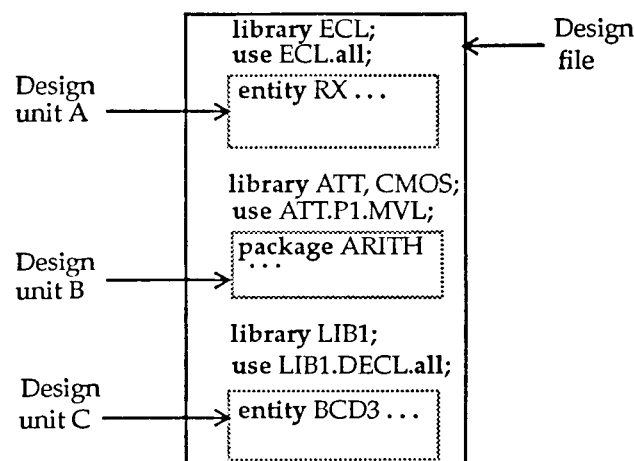 library ECL;
use ECL.all;
Design
file
Design
unit A
entity RX . . .
library ATT, CMOS;
use ATT.P1.MVL;
Design
unit B
package ARITH
. . .
library LIB1;
use LIB1.DECL.all;
Design
unit C
entity BCD3 . . .